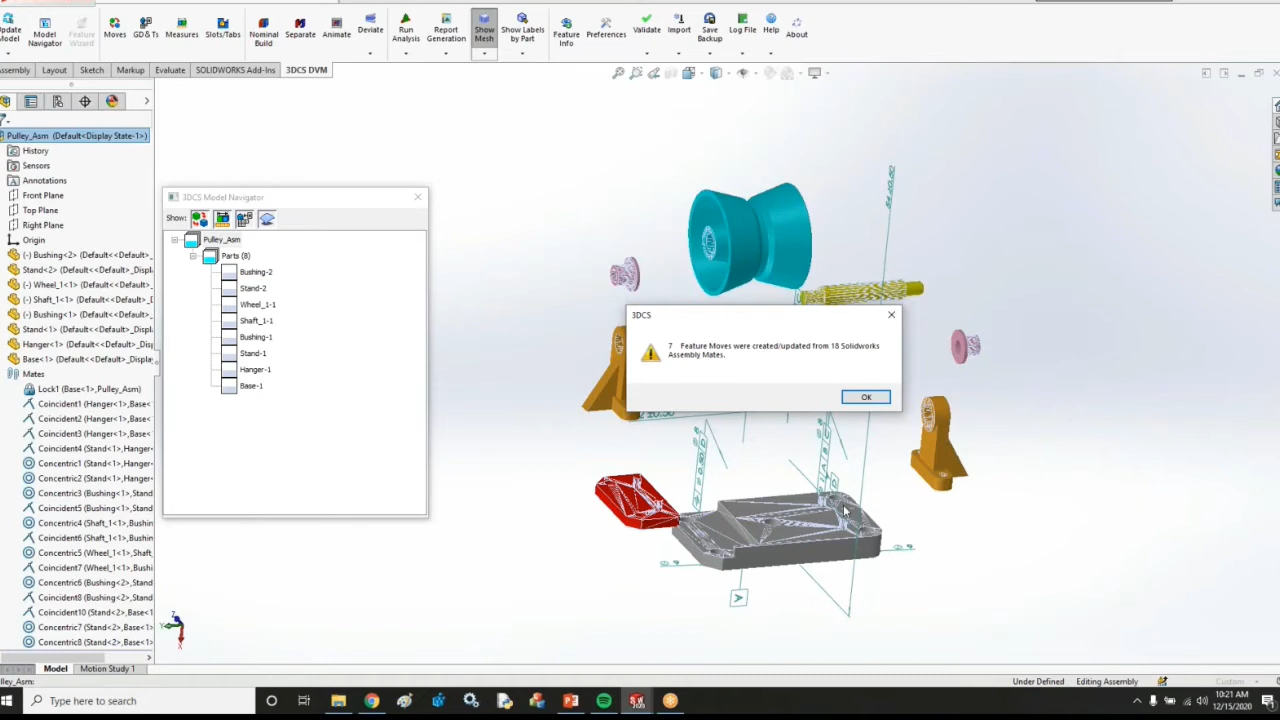 Update Model
Model Navigator
Feature Wizard
Moves
GD&Ts
Measures
Slots/Tabs
Nominal Build
Separate
Animate
Deviate
Run Analysis
Report Generation
Show Mesh
Show Labels by Part
Feature Info
Preferences
Validate
Import
Save Backup
Log File
Help
About
Assembly Layout Sketch Markup Evaluate SOLIDWORKS Add-Ins 3DCS DVM
Pulley_Asm (Default<Display State-1>)
History
Sensors
Annotations
Front Plane
Top Plane
Right Plane
Origin
(-) Bushing<2> (Default<Default>
Stand<2> (Default<Default>_Displ
(-) Wheel_1<1> (Default<Default>
(-) Shaft_1<1> (Default<Default>_
(-) Bushing<1> (Default<Default>
Stand<1> (Default<Default>_Displ
Hanger<1> (Default<Default>_Disp
Base<1> (Default<Default>_Displa
Mates
Lock1 (Base<1>,Pulley_Asm)
Coincident1 (Hanger<1>,Base<
Coincident2 (Hanger<1>,Base<
Coincident3 (Hanger<1>,Base<
Coincident4 (Stand<1>,Hanger-
Concentric1 (Stand<1>,Hanger-
Concentric2 (Stand<1>,Hanger-
Concentric3 (Bushing<1>,Stand
Coincident5 (Bushing<1>,Stand
Concentric4 (Shaft_1<1>,Bushin
Coincident6 (Shaft_1<1>,Bushin
Concentric5 (Wheel_1<1>,Shaft_
Coincident7 (Wheel_1<1>,Shaft_
Concentric6 (Bushing<2>,Stand
Coincident8 (Bushing<2>,Stand
Coincident10 (Stand<2>,Base<1
Concentric7 (Stand<2>,Base<1>
Concentric8 (Stand<2>,Base<1>
3DCS Model Navigator
Show:
Pulley_Asm
Parts (8)
Bushing-2
Stand-2
Wheel_1-1
Shaft_1-1
Bushing-1
Stand-1
Hanger-1
Base-1
3DCS
7 Feature Moves were created/updated from 18 Solidworks
Assembly Mates.
OK
A
Z
Y
X
Model Motion Study 1
lley_Asm:
Under Defined Editing Assembly Custom
Type here to search
10:21 AM
12/15/2020